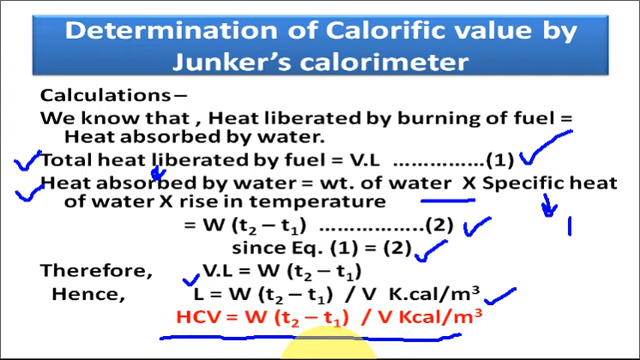 Determination of Calorific value by
Junker's calorimeter
Calculations–
We know that , Heat liberated by burning of fuel =
Heat absorbed by water.
Total heat liberated by fuel = V.L ……………(1)
Heat absorbed by water = wt. of water X Specific heat
of water X rise in temperature
1
= W (t₂ – t₁) ………………..(2)
since Eq. (1) = (2)
Therefore, V.L = W (t₂ – t₁)
Hence, L = W (t₂ – t₁) / V K.cal/m³
HCV = W (t₂ – t₁) / V Kcal/m³